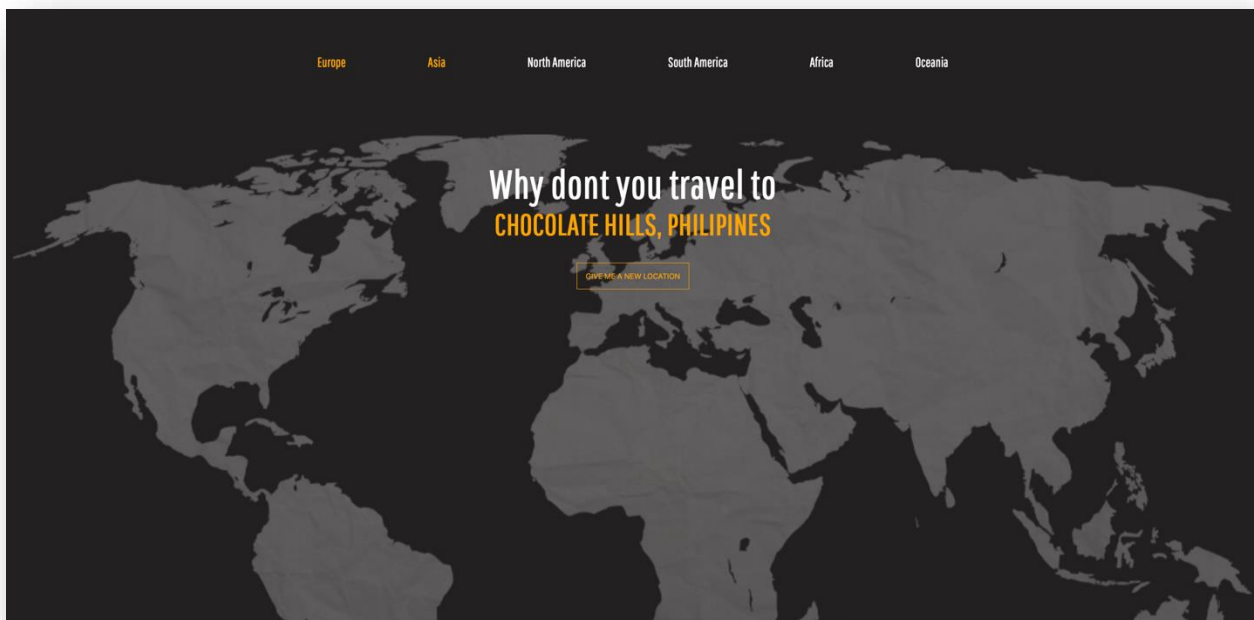 Europe Asia North America South America Africa Oceania
Why dont you travel to
CHOCOLATE HILLS, PHILIPINES
GIVE ME A NEW LOCATION